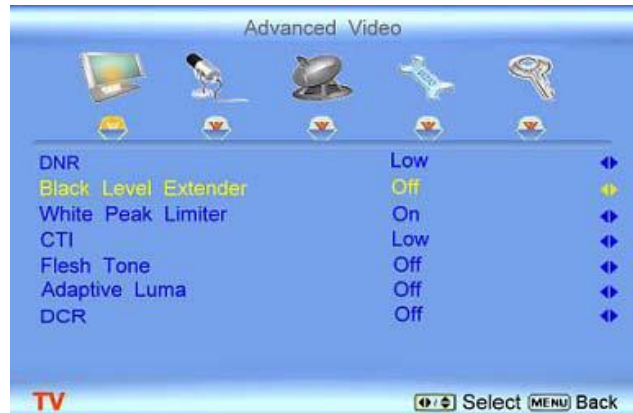 Advanced Video
DNR Low
Black Level Extender Off
White Peak Limiter On
CTI Low
Flesh Tone Off
Adaptive Luma Off
DCR Off
TV Select MENU Back